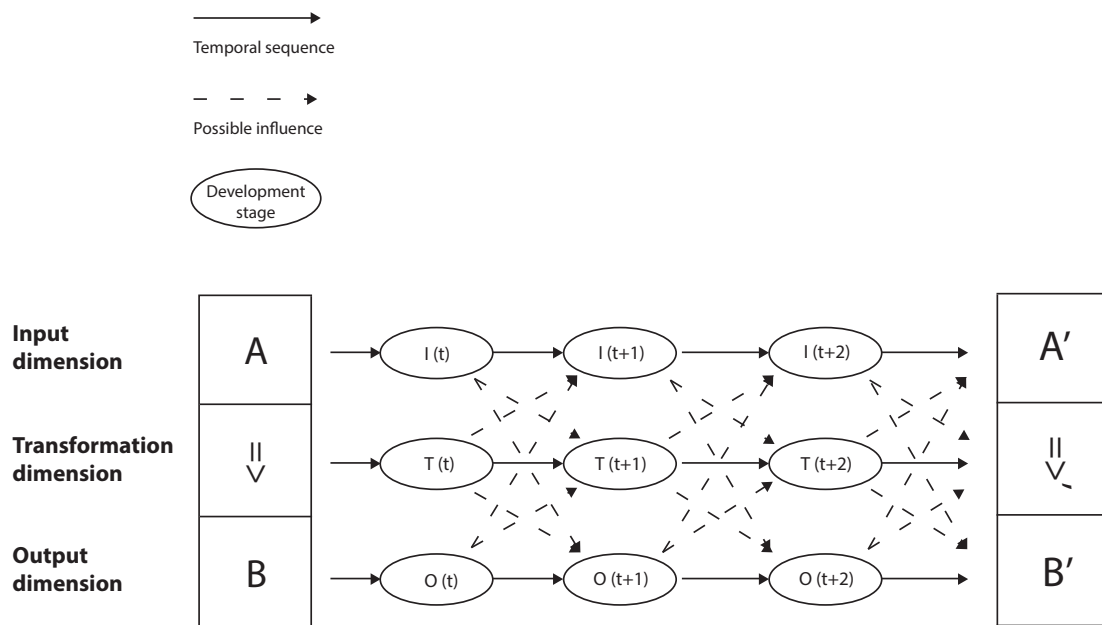 Temporal sequence
Possible influence
Development
stage
Input
dimension
A
I (t)
I (t+1)
I (t+2)
A′
Transformation
dimension
=>
T (t)
T (t+1)
T (t+2)
=>′
Output
dimension
B
O (t)
O (t+1)
O (t+2)
B′